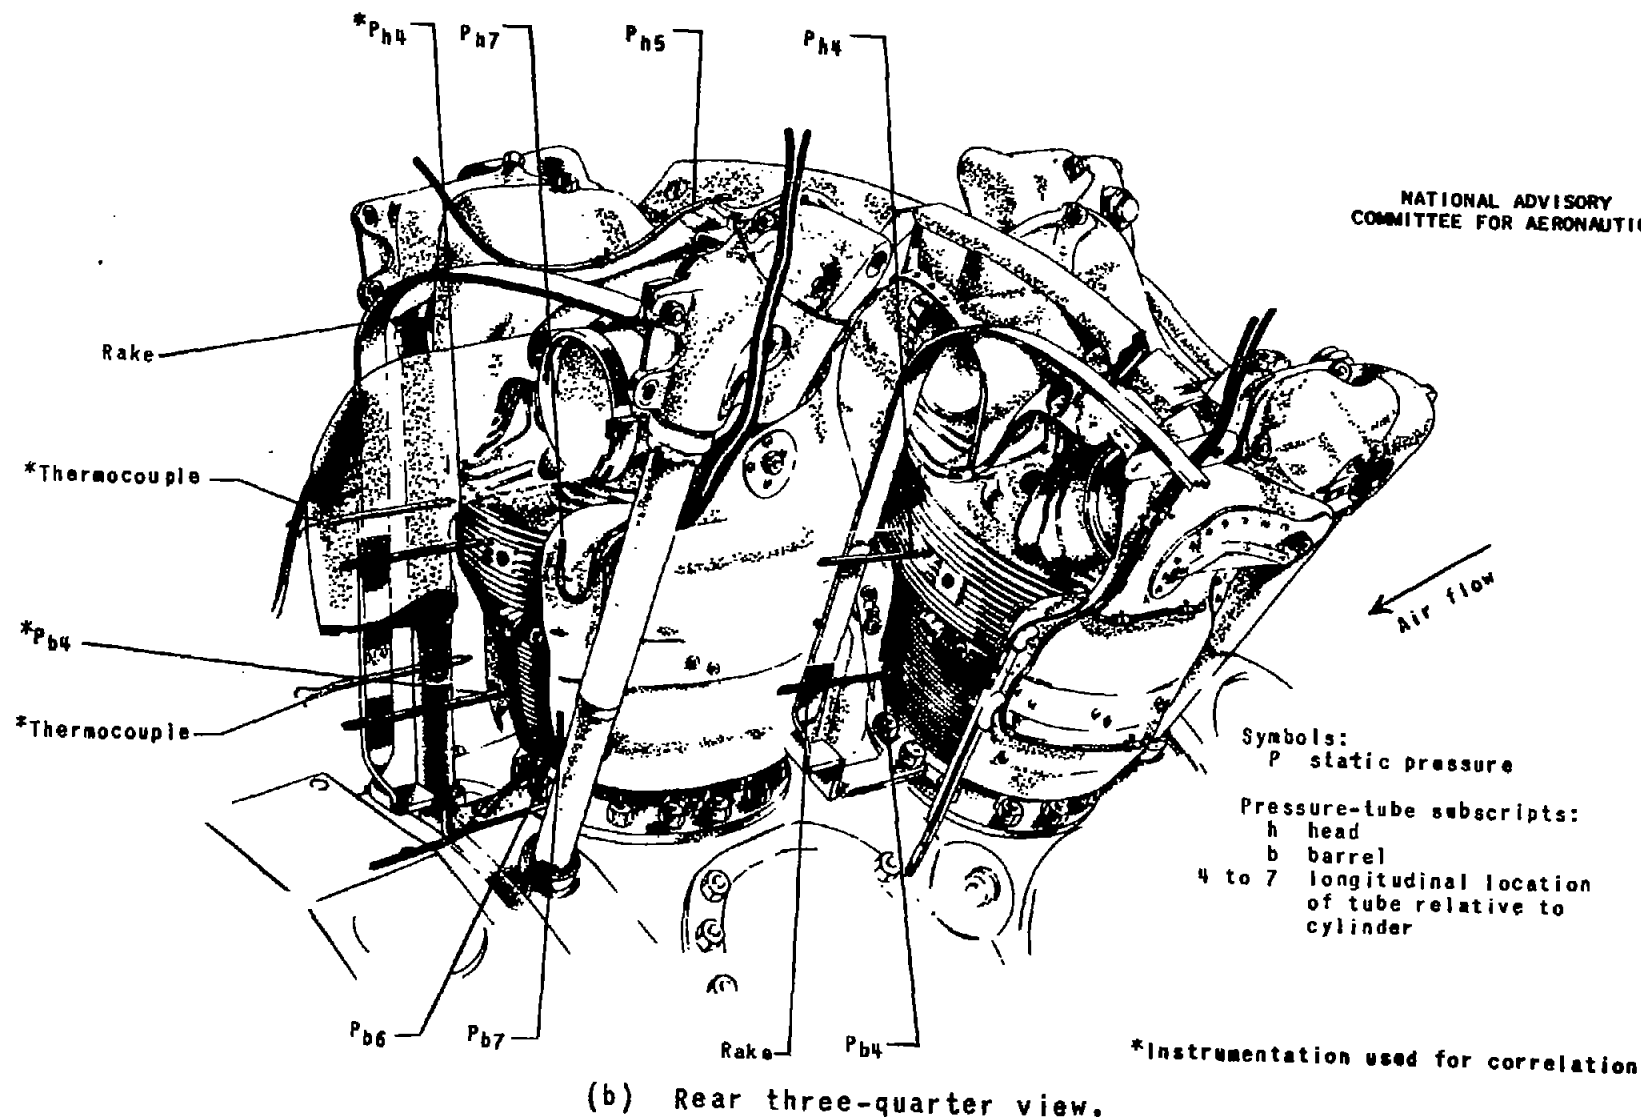 *Ph4
Ph7
Ph5
Ph4
NATIONAL ADVISORY
COMMITTEE FOR AERONAUTIC
Rake
*Thermocouple
*Pb4
*Thermocouple
Air flow
Symbols:
P static pressure
Pressure-tube subscripts:
h head
b barrel
4 to 7 longitudinal location
of tube relative to
cylinder
Pb6
Pb7
Rake
Pb4
*Instrumentation used for correlation
(b) Rear three-quarter view.